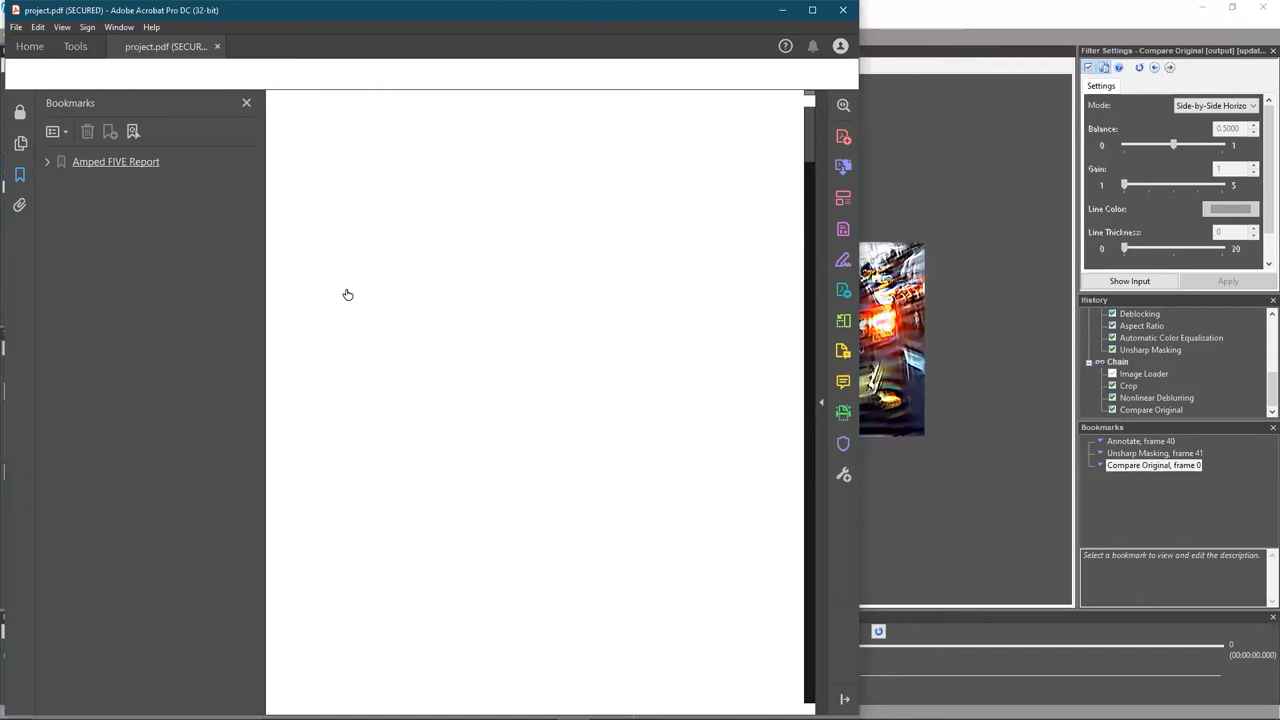 project.pdf (SECURED) - Adobe Acrobat Pro DC (32-bit)
File Edit View Sign Window Help
Home Tools project.pdf (SECUR... ×
Bookmarks
Amped FIVE Report
Filter Settings - Compare Original [output] [updat...
Settings
Mode: Side-by-Side Horizo
Balance: 0.5000
0 1
Gain: 1
1 5
Line Color:
Line Thickness: 0
0 20
Show Input Apply
History
Deblocking
Aspect Ratio
Automatic Color Equalization
Unsharp Masking
Chain
Image Loader
Crop
Nonlinear Deblurring
Compare Original
Bookmarks
Annotate, frame 40
Unsharp Masking, frame 41
Compare Original, frame 0
Select a bookmark to view and edit the description.
0
(00:00:00.000)